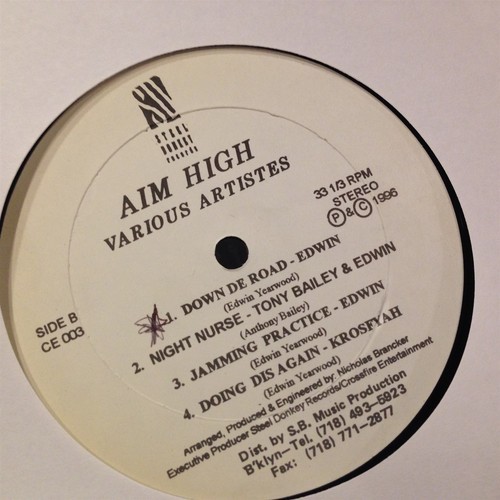 STEEL
DONKEY
RECORDS
AIM HIGH
VARIOUS ARTISTES
33 1/3 RPM
STEREO
Ⓟ & Ⓒ 1996
SIDE B
CE 003
1. DOWN DE ROAD - EDWIN
(Edwin Yearwood)
2. NIGHT NURSE - TONY BAILEY & EDWIN
(Anthony Bailey)
3. JAMMING PRACTICE - EDWIN
(Edwin Yearwood)
4. DOING DIS AGAIN - KROSFYAH
(Edwin Yearwood)
Arranged, Produced & Engineered by: Nicholas Brancker
Executive Producer Steel Donkey Records/Crossfire Entertainment
Dist. by S.B. Music Production
B'klyn-- Tel. (718) 493-5923
Fax: (718) 771-2877